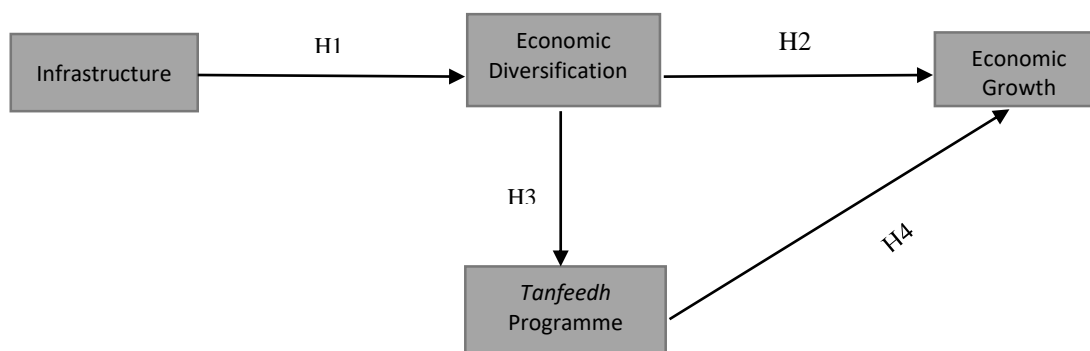 H1
Economic
Diversification
H2
Infrastructure
Economic
Growth
H3
H4
Tanfeedh
Programme